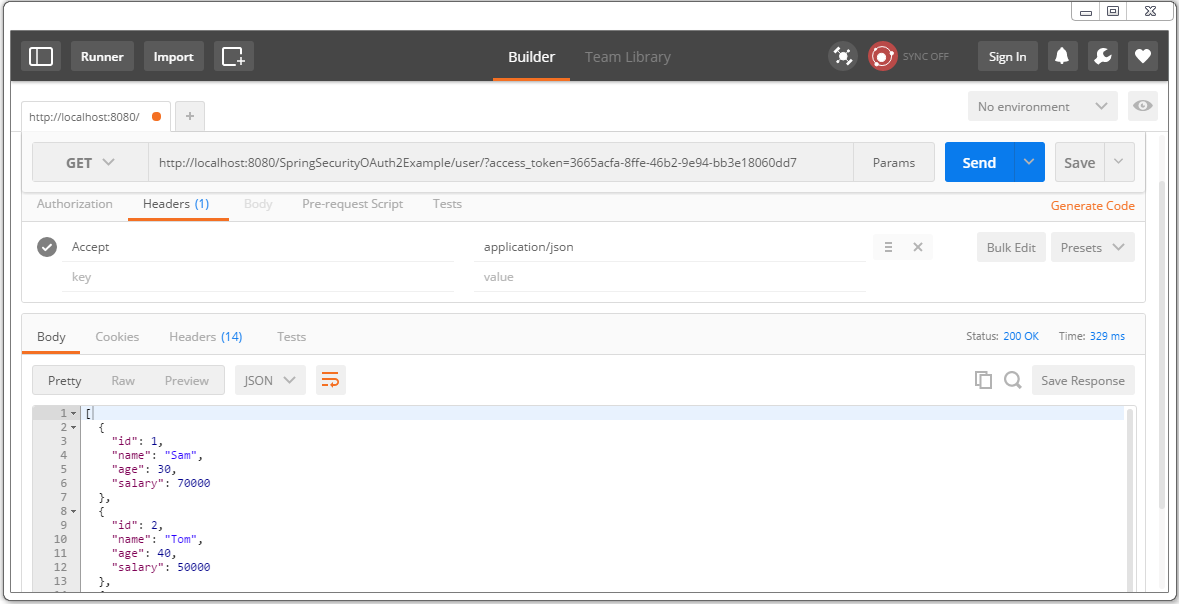 Runner Import Builder Team Library SYNC OFF Sign In
http://localhost:8080/ + No environment
GET http://localhost:8080/SpringSecurityOAuth2Example/user/?access_token=3665acfa-8ffe-46b2-9e94-bb3e18060dd7 Params Send Save
Authorization Headers (1) Body Pre-request Script Tests Generate Code
Accept application/json Bulk Edit Presets
key value
Body Cookies Headers (14) Tests Status: 200 OK Time: 329 ms
Pretty Raw Preview JSON Save Response
1 [
2 {
3 "id": 1,
4 "name": "Sam",
5 "age": 30,
6 "salary": 70000
7 },
8 {
9 "id": 2,
10 "name": "Tom",
11 "age": 40,
12 "salary": 50000
13 },